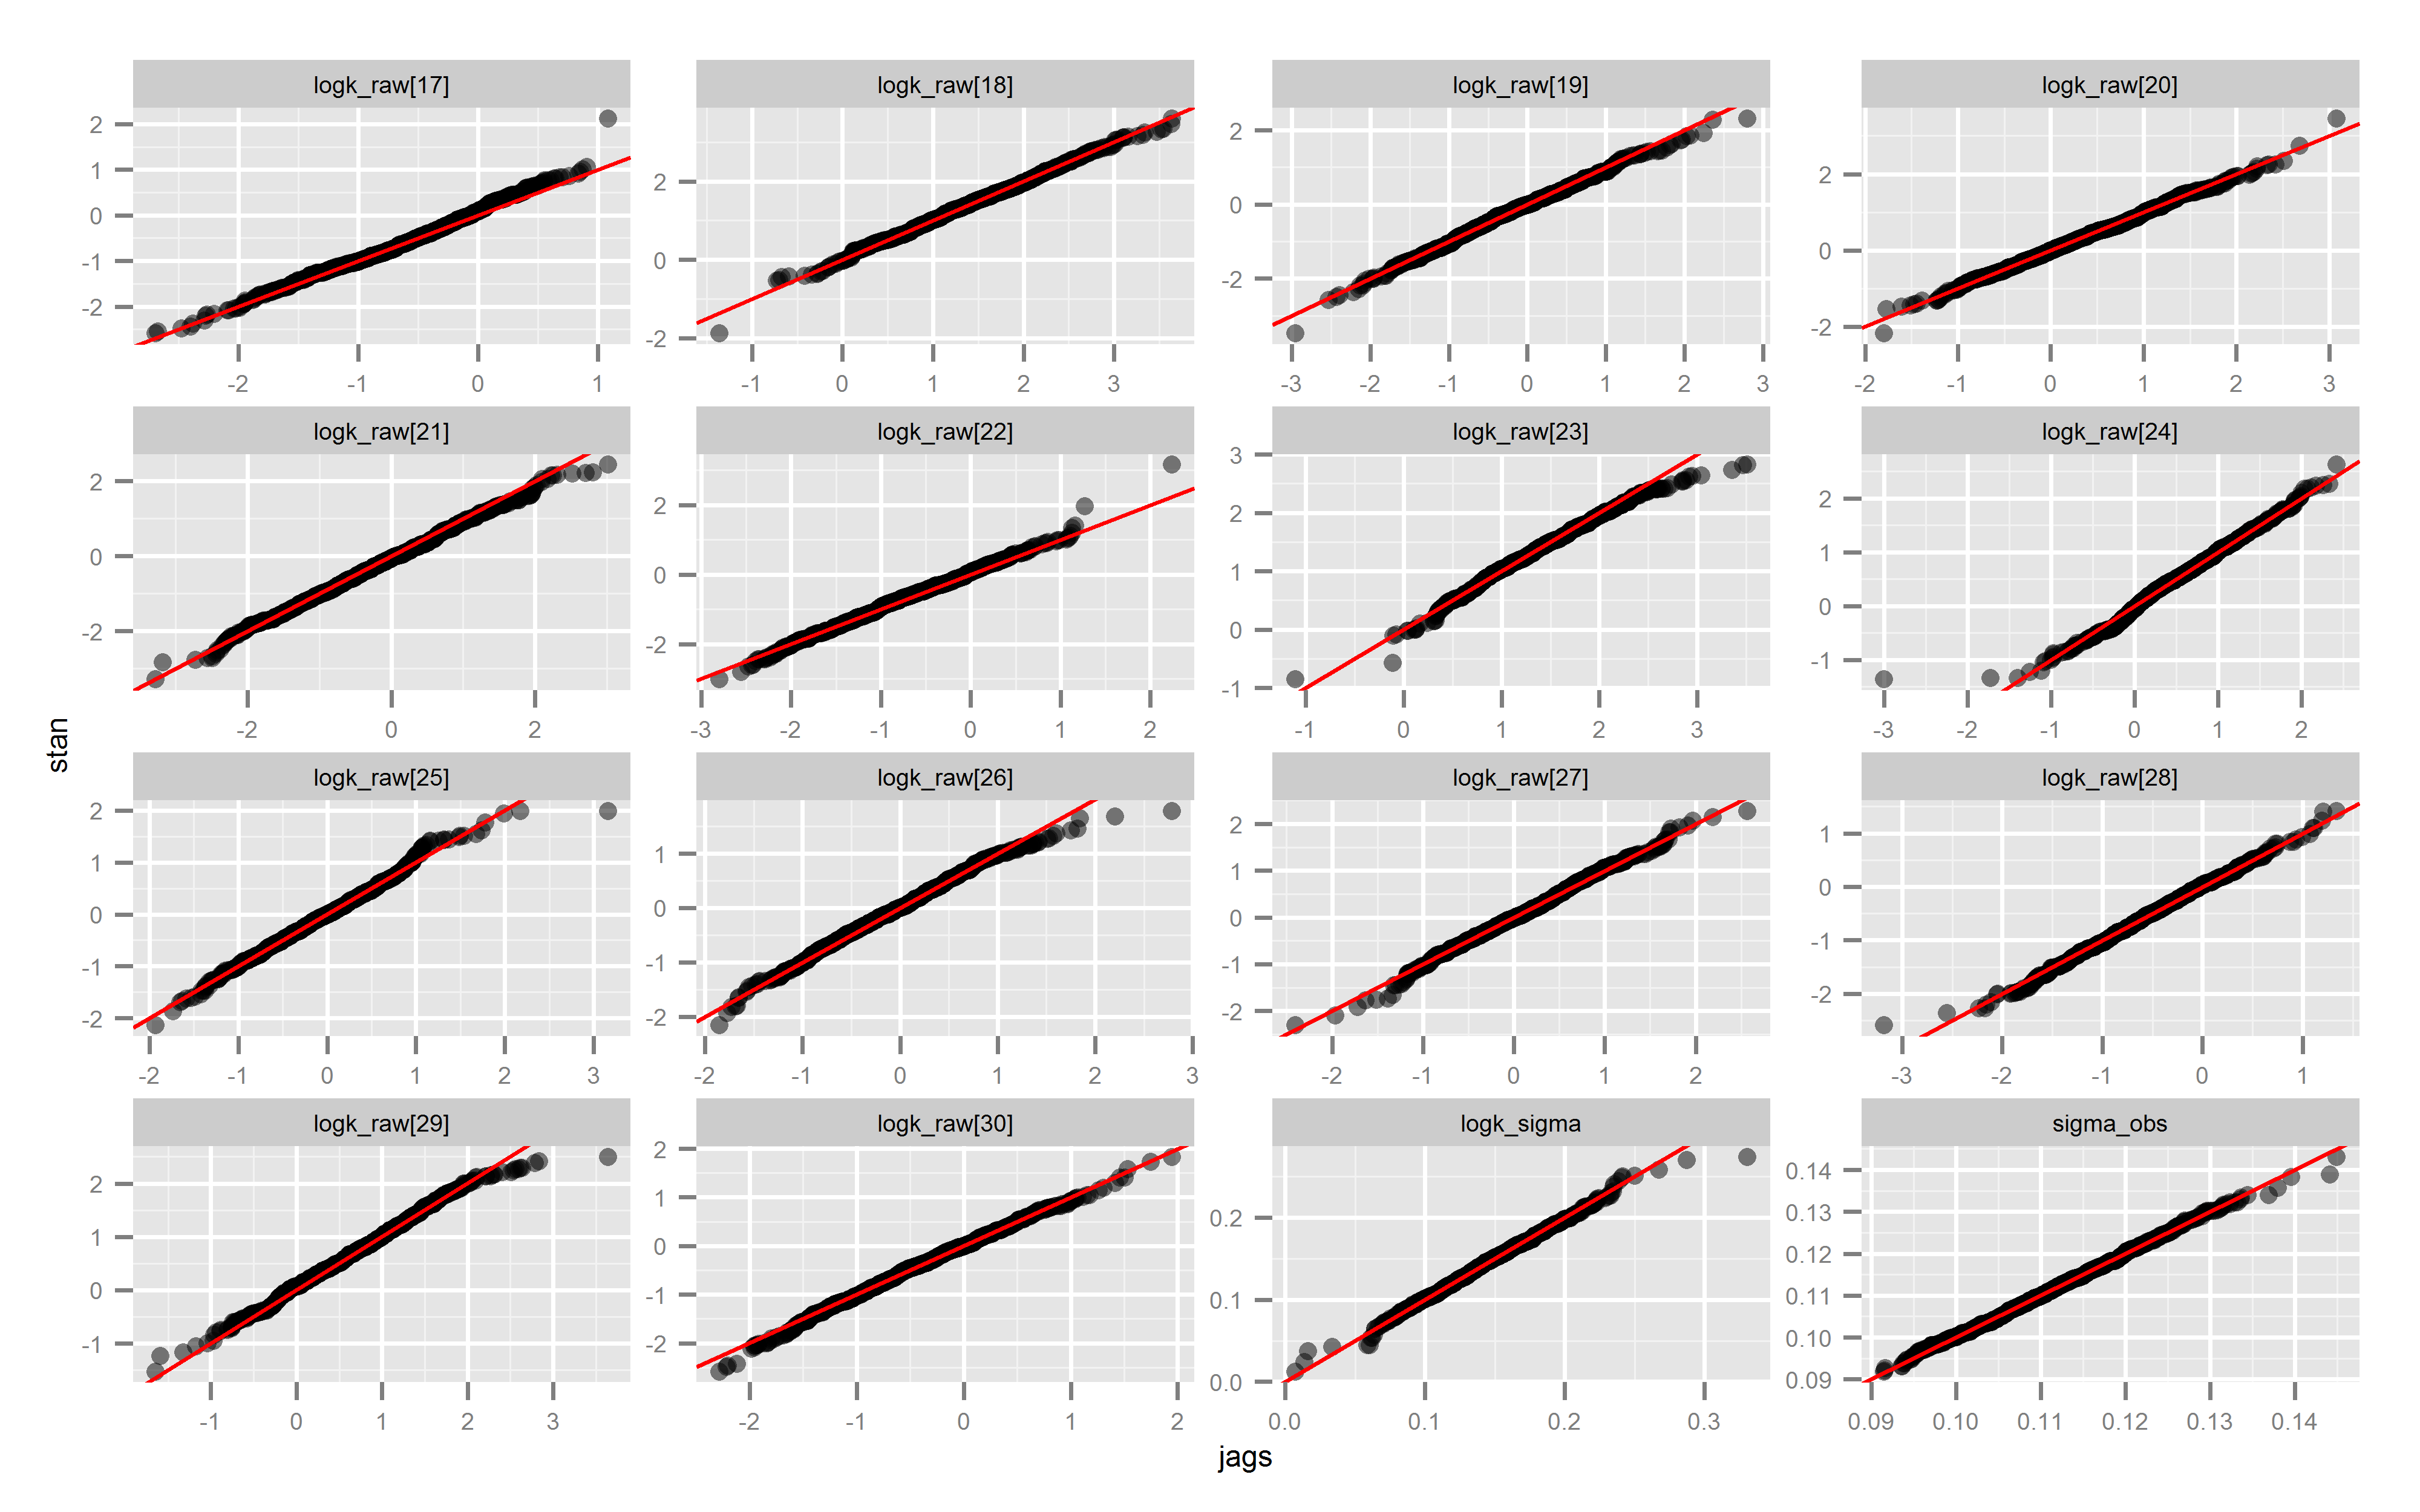 logk_raw[17] logk_raw[18] logk_raw[19] logk_raw[20]
2 1 0 -1 -2
2 0 -2
2 0 -2
2 0 -2
-2 -1 0 1
-1 0 1 2 3
-3 -2 -1 0 1 2 3
-2 -1 0 1 2 3
logk_raw[21] logk_raw[22] logk_raw[23] logk_raw[24]
2 0 -2
2 0 -2
3 2 1 0 -1
2 1 0 -1
-2 0 2
-3 -2 -1 0 1 2
-1 0 1 2 3
-3 -2 -1 0 1 2
stan
logk_raw[25] logk_raw[26] logk_raw[27] logk_raw[28]
2 1 0 -1 -2
1 0 -1 -2
2 1 0 -1 -2
1 0 -1 -2
-2 -1 0 1 2 3
-2 -1 0 1 2 3
-2 -1 0 1 2
-3 -2 -1 0 1
logk_raw[29] logk_raw[30] logk_sigma sigma_obs
2 1 0 -1
2 1 0 -1 -2
0.2 0.1 0.0
0.14 0.13 0.12 0.11 0.10 0.09
-1 0 1 2 3
-2 -1 0 1 2
0.0 0.1 0.2 0.3
0.09 0.10 0.11 0.12 0.13 0.14
jags